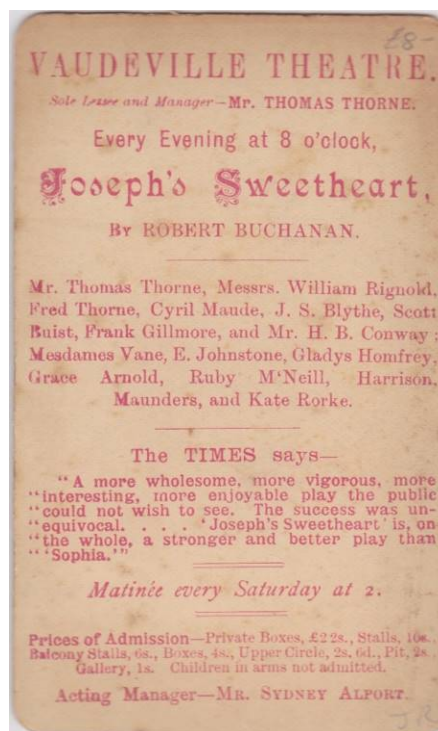 £8-
VAUDEVILLE THEATRE.
Sole Lessee and Manager—Mr. THOMAS THORNE.
Every Evening at 8 o'clock,
Joseph's Sweetheart,
BY ROBERT BUCHANAN.
Mr. Thomas Thorne, Messrs. William Rignold,
Fred Thorne, Cyril Maude, J. S. Blythe, Scott
Buist, Frank Gillmore, and Mr. H. B. Conway;
Mesdames Vane, E. Johnstone, Gladys Homfrey,
Grace Arnold, Ruby M'Neill, Harrison,
Maunders, and Kate Rorke.
The TIMES says—
"A more wholesome, more vigorous, more
"interesting, more enjoyable play the public
"could not wish to see. The success was un-
"equivocal. . . . 'Joseph's Sweetheart' is, on
"the whole, a stronger and better play than
"'Sophia.'"
Matinée every Saturday at 2.
Prices of Admission—Private Boxes, £2 2s., Stalls, 10s.
Balcony Stalls, 6s., Boxes, 4s., Upper Circle, 2s. 6d., Pit, 2s.
Gallery, 1s. Children in arms not admitted.
Acting Manager—MR. SYDNEY ALPORT.
JR